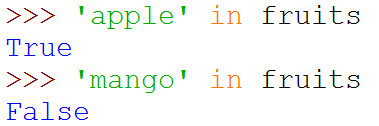 >>> 'apple' in fruits
True
>>> 'mango' in fruits
False